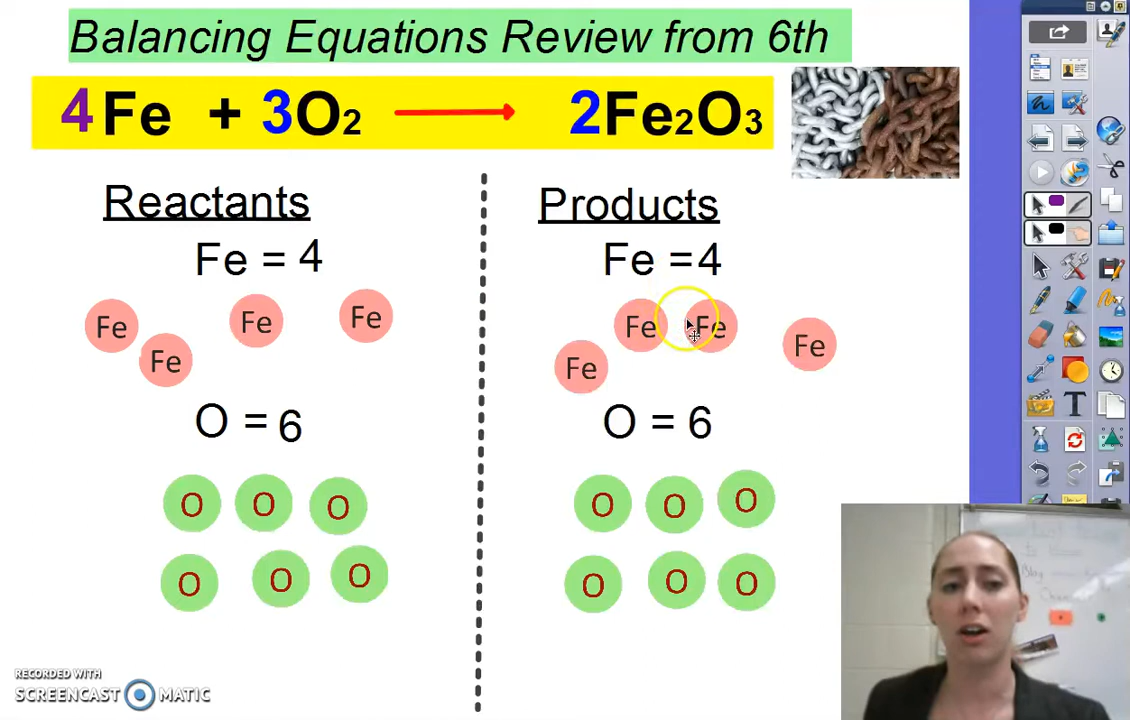 Balancing Equations Review from 6th
4Fe + 3O2 2Fe2O3
Reactants
Products
Fe = 4
Fe = 4
Fe Fe Fe Fe
Fe Fe Fe Fe
O = 6
O = 6
O O O
O O O
O O O
O O O
RECORDED WITH
SCREENCAST MATIC
T
Blog